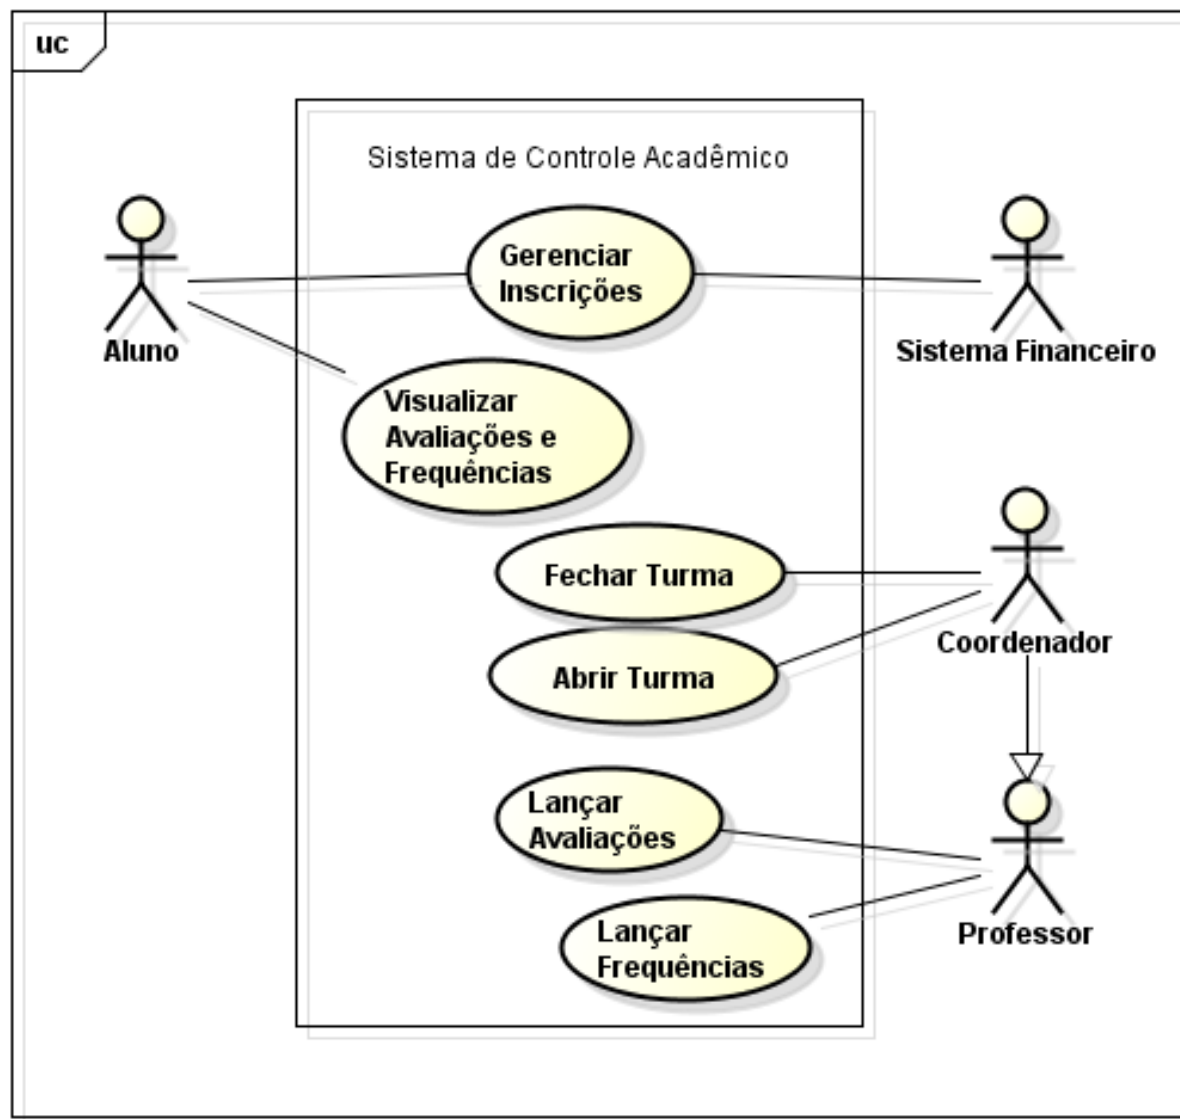 uc
Sistema de Controle Acadêmico
Gerenciar
Inscrições
Aluno
Sistema Financeiro
Visualizar
Avaliações e
Frequências
Fechar Turma
Coordenador
Abrir Turma
Lançar
Avaliações
Lançar
Frequências
Professor